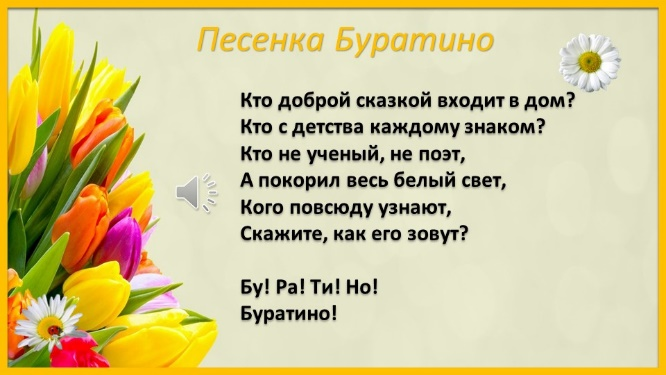 Песенка Буратино
Кто доброй сказкой входит в дом?
Кто с детства каждому знаком?
Кто не ученый, не поэт,
А покорил весь белый свет,
Кого повсюду узнают,
Скажите, как его зовут?
Бу! Ра! Ти! Но!
Буратино!